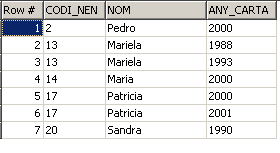 Row # CODI_NEN NOM ANY_CARTA
1 2 Pedro 2000
2 13 Mariela 1988
3 13 Mariela 1993
4 14 Maria 2000
5 17 Patricia 2000
6 17 Patricia 2001
7 20 Sandra 1990